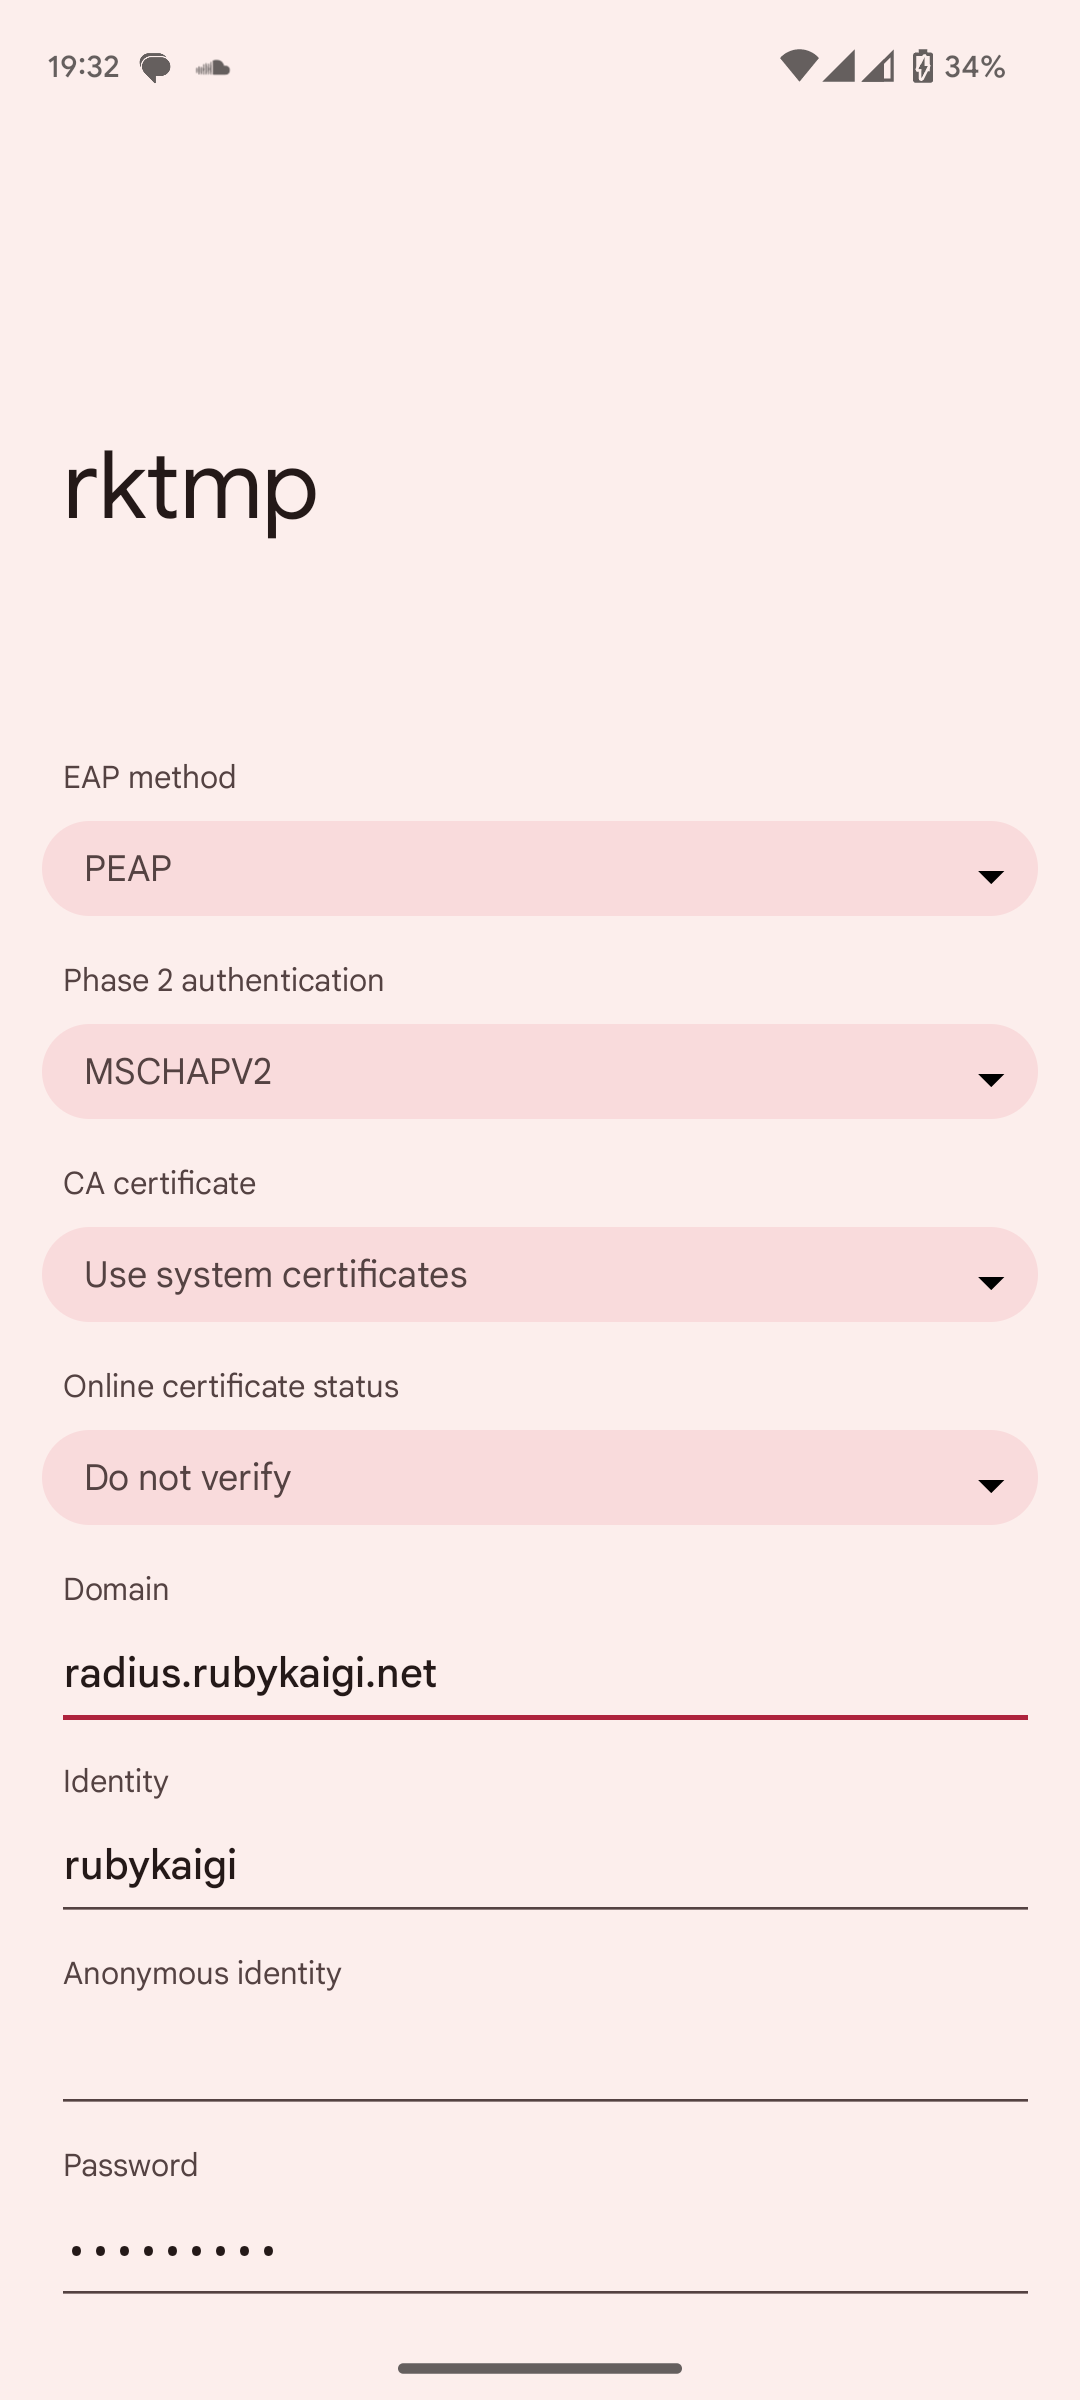 19:32
34%
rktmp
EAP method
PEAP
Phase 2 authentication
MSCHAPV2
CA certificate
Use system certificates
Online certificate status
Do not verify
Domain
radius.rubykaigi.net
Identity
rubykaigi
Anonymous identity
Password
•••••••••